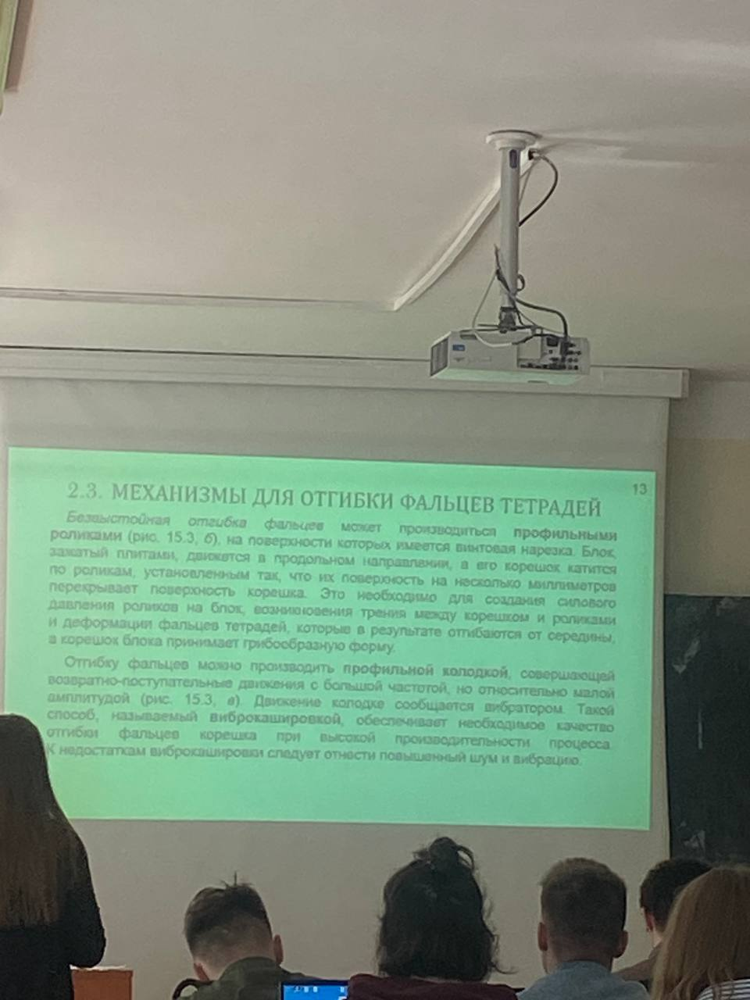 13
2.3. МЕХАНИЗМЫ ДЛЯ ОТГИБКИ ФАЛЬЦЕВ ТЕТРАДЕЙ
Безвыстойная отгибка фальцев может производиться профильными
роликами (рис. 15.3, б), на поверхности которых имеется винтовая нарезка. Блок,
зажатый плитами, движется в продольном направлении, а его корешок катится
по роликам, установленным так, что их поверхность на несколько миллиметров
перекрывает поверхность корешка. Это необходимо для создания силового
давления роликов на блок, возникновения трения между корешком и роликами
и деформации фальцев тетрадей, которые в результате отгибаются от середины,
а корешок блока принимает грибообразную форму.
Отгибку фальцев можно производить профильной колодкой, совершающей
возвратно-поступательные движения с большой частотой, но относительно малой
амплитудой (рис. 15.3, в). Движение колодке сообщается вибратором. Такой
способ, называемый виброкашировкой, обеспечивает необходимое качество
отгибки фальцев корешка при высокой производительности процесса.
К недостаткам виброкашировки следует отнести повышенный шум и вибрацию.